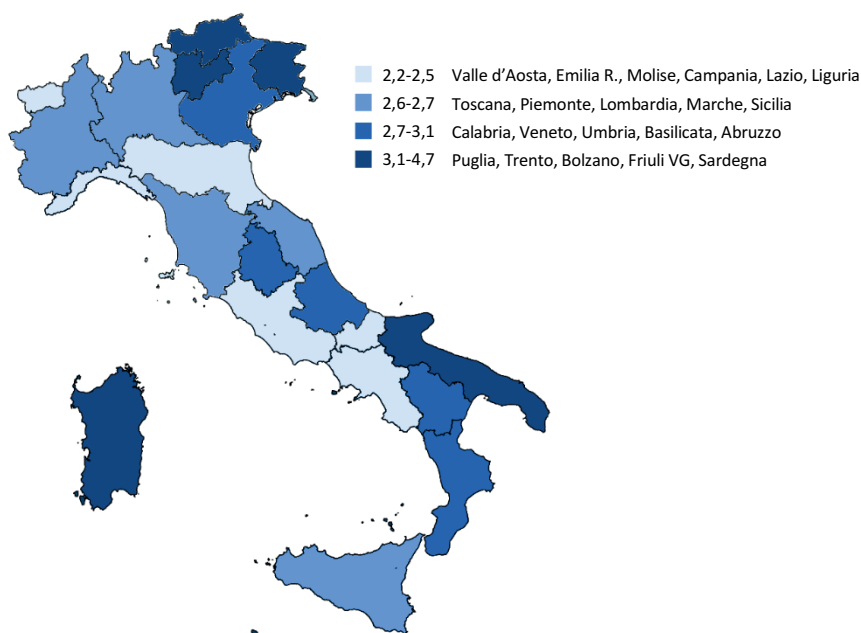 2,2-2,5 Valle d’Aosta, Emilia R., Molise, Campania, Lazio, Liguria
2,6-2,7 Toscana, Piemonte, Lombardia, Marche, Sicilia
2,7-3,1 Calabria, Veneto, Umbria, Basilicata, Abruzzo
3,1-4,7 Puglia, Trento, Bolzano, Friuli VG, Sardegna